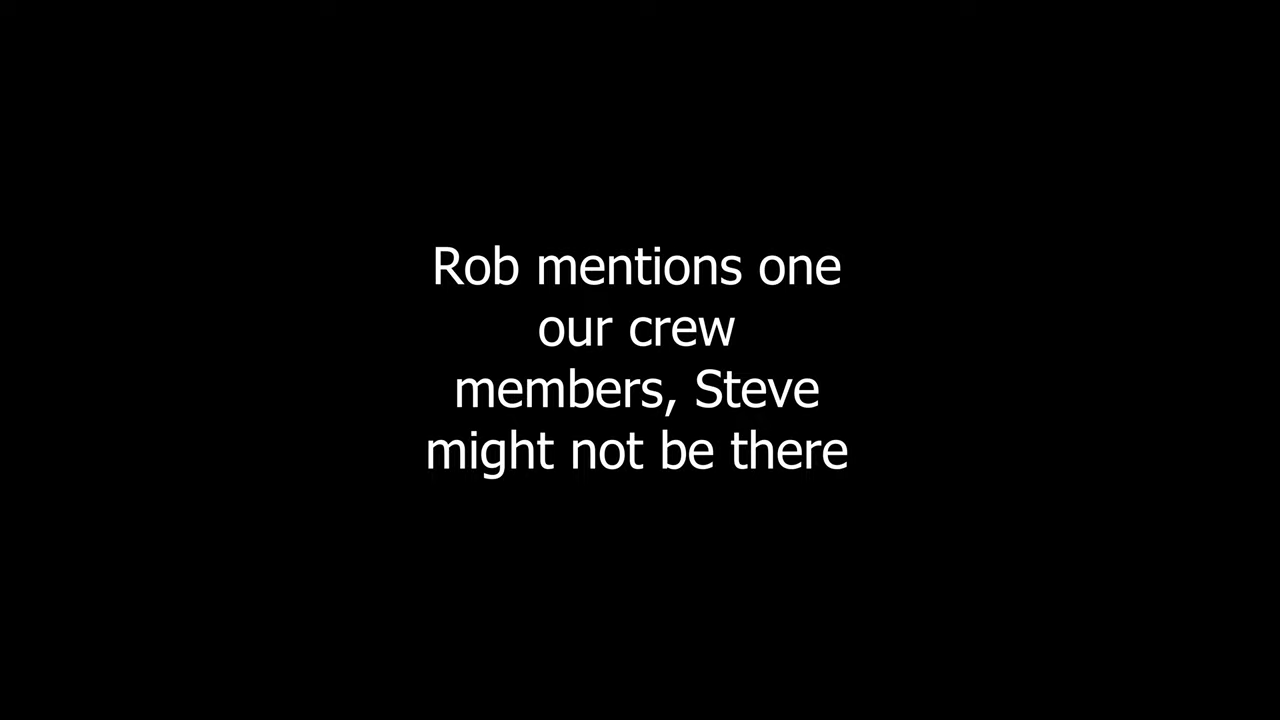 Rob mentions one
our crew
members, Steve
might not be there